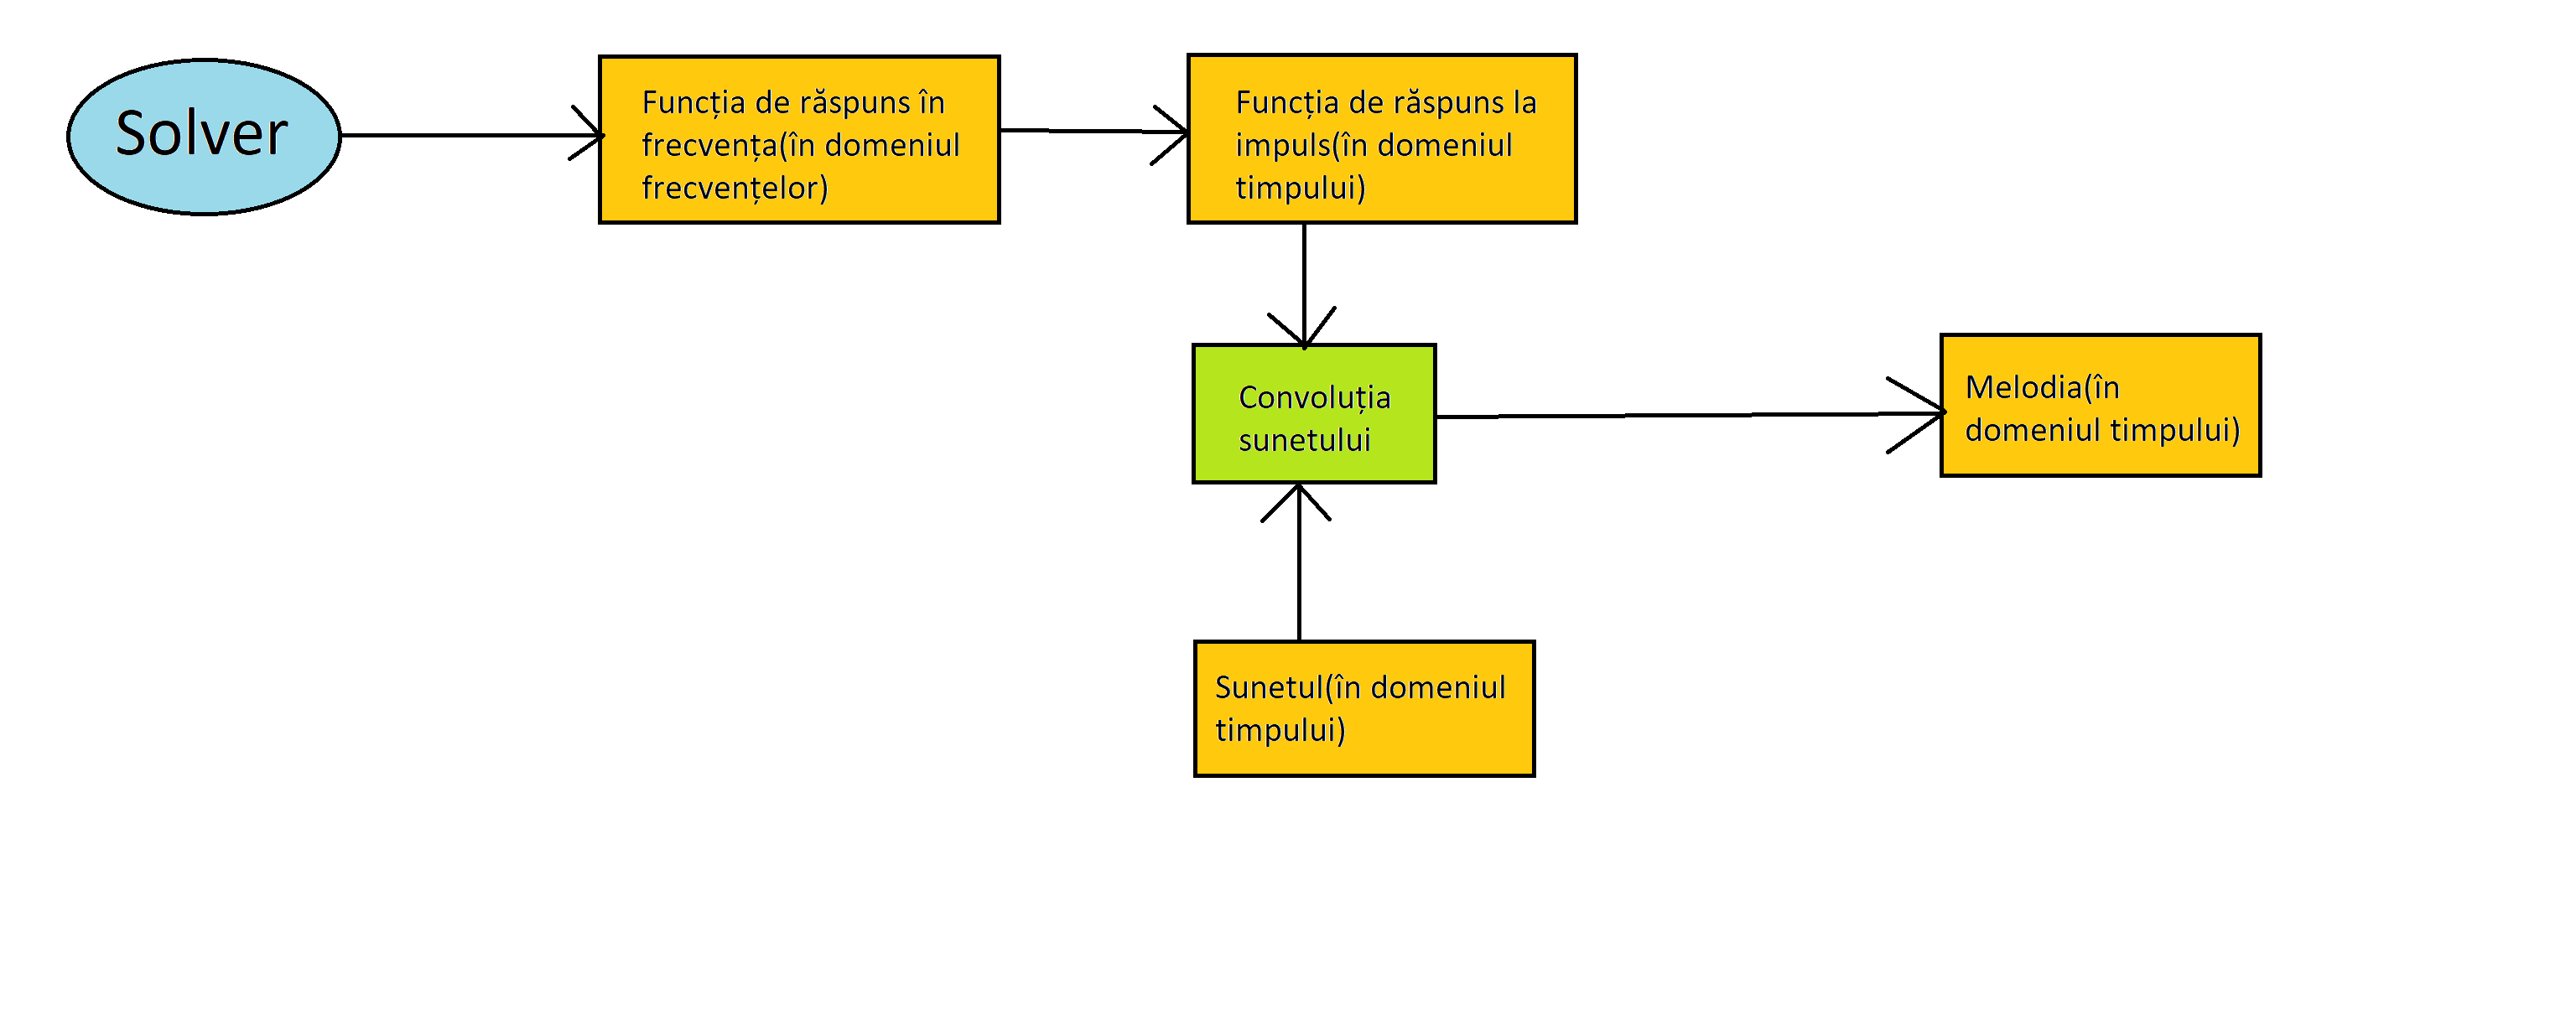 Solver
Funcția de răspuns în
frecvența(în domeniul
frecvențelor)
Funcția de răspuns la
impuls(în domeniul
timpului)
Convoluția
sunetului
Melodia(în
domeniul timpului)
Sunetul(în domeniul
timpului)